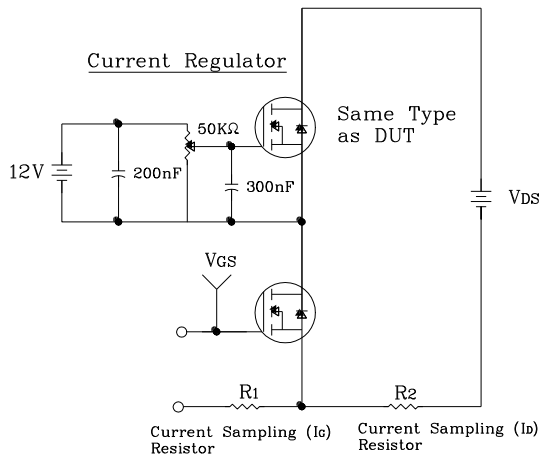 Current Regulator
Same Type
as DUT
50KΩ
12V
200nF
300nF
VDS
VGS
R1
R2
Current Sampling (IG)
Resistor
Current Sampling (ID)
Resistor